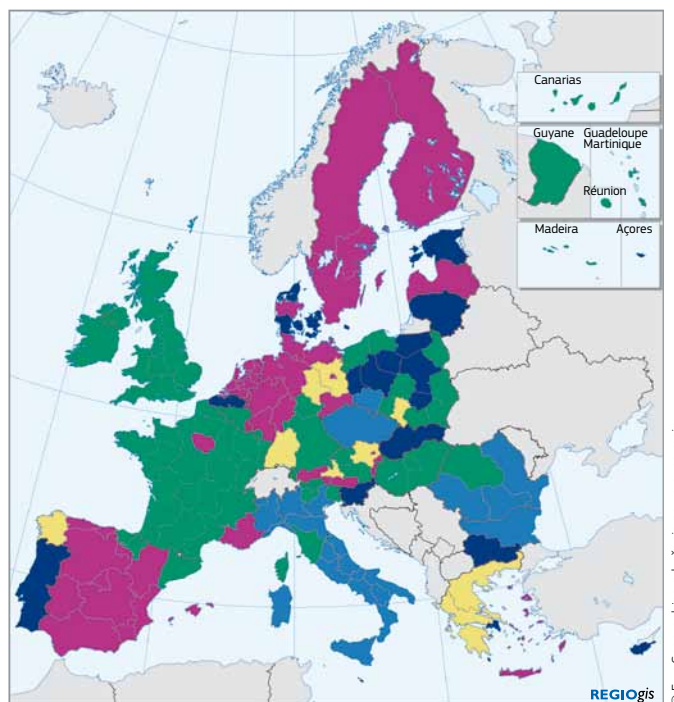 Canarias
Guyane
Guadeloupe
Martinique
Réunion
Madeira
Açores
REGIOgis